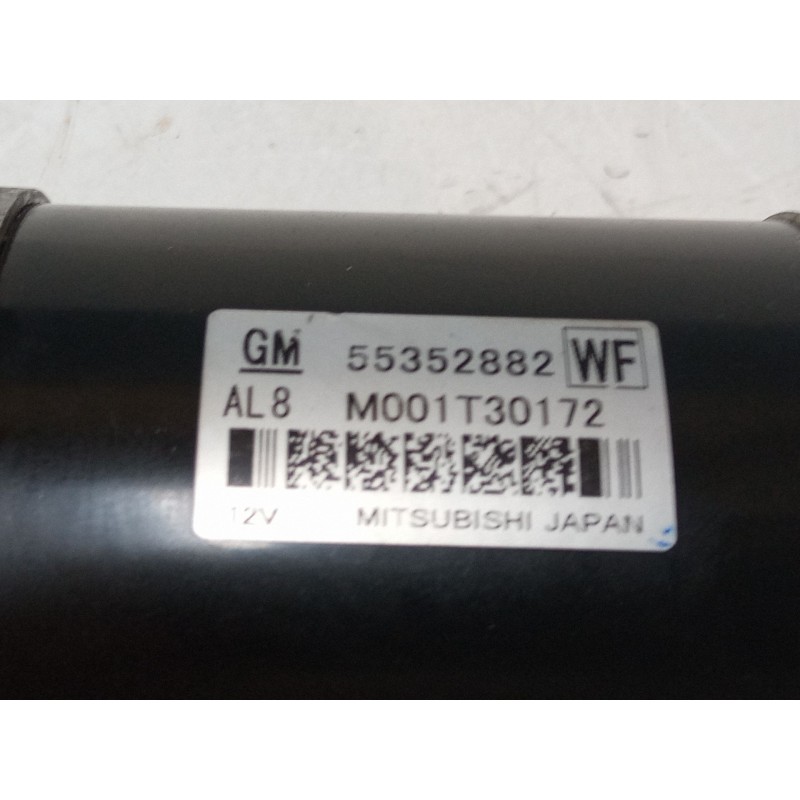 GM 55352882 WF
AL8 M001T30172
12V MITSUBISHI JAPAN